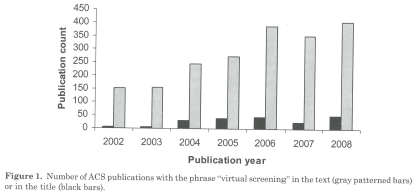 450
400
350
300
250
200
150
100
50
0
Publication count
2002 2003 2004 2005 2006 2007 2008
Publication year
Figure 1. Number of ACS publications with the phrase "virtual screening" in the text (gray patterned bars)
or in the title (black bars).